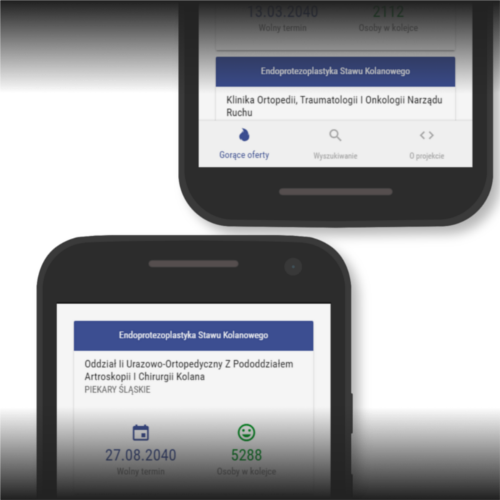 13.03.2040 2112
Wolny termin Osoby w kolejce
Endoprotezoplastyka Stawu Kolanowego
Klinika Ortopedii, Traumatologii I Onkologii Narządu
Ruchu
Gorące oferty Wyszukiwanie O projekcie
Endoprotezoplastyka Stawu Kolanowego
Oddział Ii Urazowo-Ortopedyczny Z Pododdziałem
Artroskopii I Chirurgii Kolana
PIEKARY ŚLĄSKIE
27.08.2040 5288
Wolny termin Osoby w kolejce